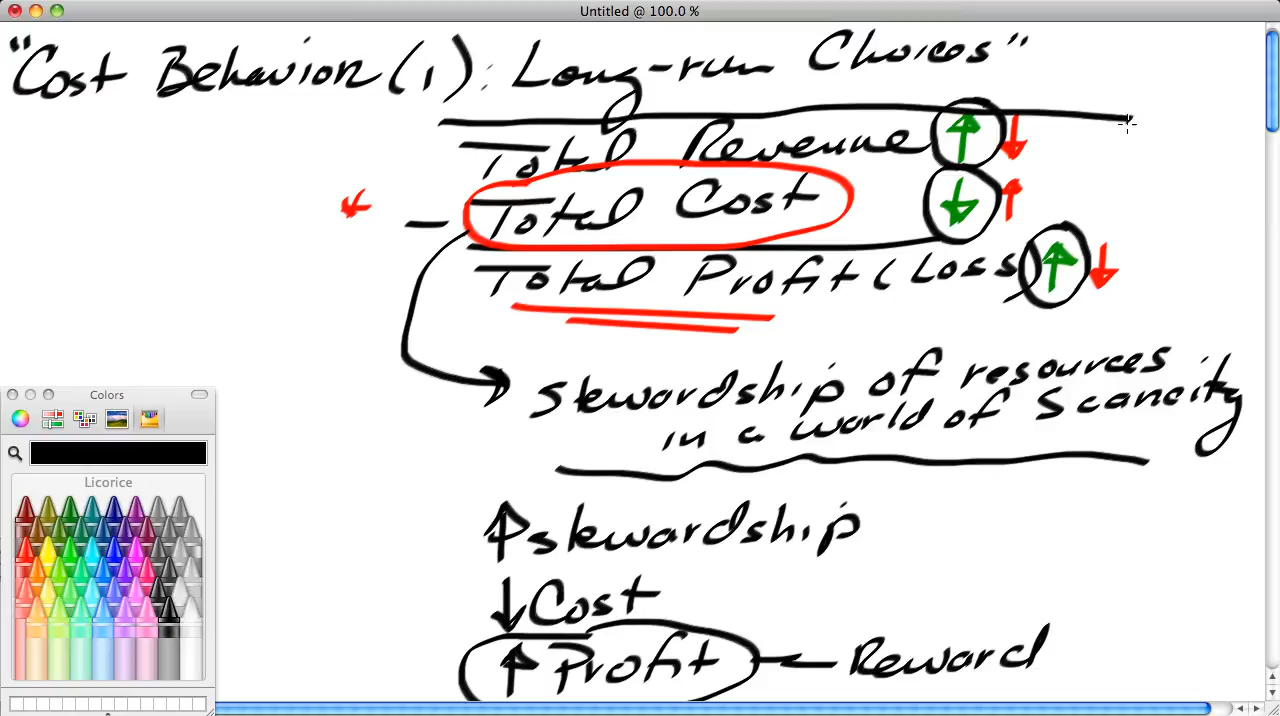 Untitled @ 100.0 %
"Cost Behavior (1): Long-run Choices"
Total Revenue ↑ ↓
- Total Cost ↓ ↑
Total Profit (Loss) ↑ ↓
Stewardship of resources
in a world of Scarcity
↑ stewardship
↓ Cost
↑ Profit ← Reward
Colors
Licorice